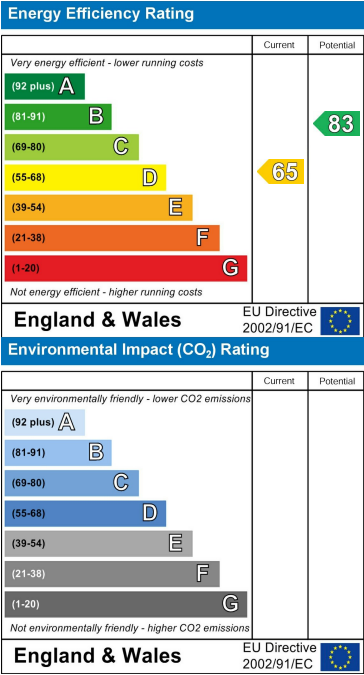 Energy Efficiency Rating
Current Potential
Very energy efficient - lower running costs
(92 plus) A
(81-91) B
83
(69-80) C
(55-68) D
65
(39-54) E
(21-38) F
(1-20) G
Not energy efficient - higher running costs
England & Wales
EU Directive
2002/91/EC
Environmental Impact (CO₂) Rating
Current Potential
Very environmentally friendly - lower CO2 emissions
(92 plus) A
(81-91) B
(69-80) C
(55-68) D
(39-54) E
(21-38) F
(1-20) G
Not environmentally friendly - higher CO2 emissions
England & Wales
EU Directive
2002/91/EC